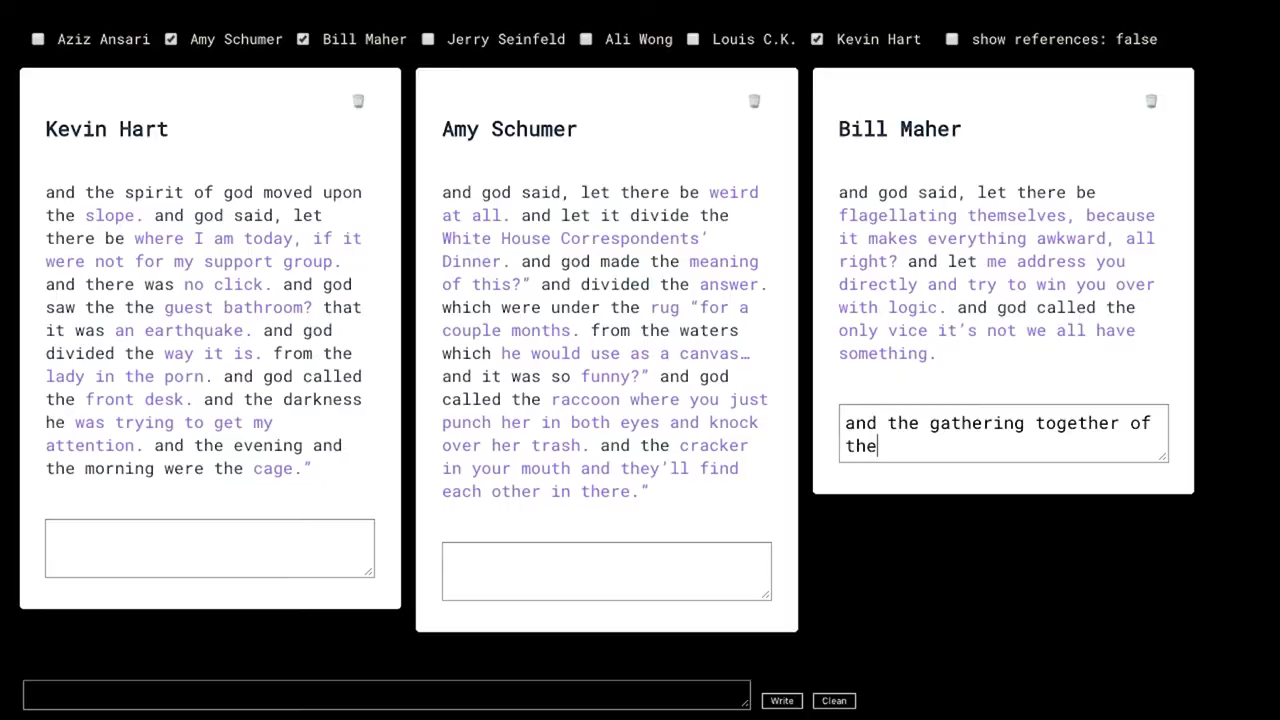 Aziz Ansari Amy Schumer Bill Maher Jerry Seinfeld Ali Wong Louis C.K. Kevin Hart show references: false
Kevin Hart
and the spirit of god moved upon
the slope. and god said, let
there be where I am today, if it
were not for my support group.
and there was no click. and god
saw the the guest bathroom? that
it was an earthquake. and god
divided the way it is. from the
lady in the porn. and god called
the front desk. and the darkness
he was trying to get my
attention. and the evening and
the morning were the cage.”
Amy Schumer
and god said, let there be weird
at all. and let it divide the
White House Correspondents’
Dinner. and god made the meaning
of this?” and divided the answer.
which were under the rug “for a
couple months. from the waters
which he would use as a canvas…
and it was so funny?” and god
called the raccoon where you just
punch her in both eyes and knock
over her trash. and the cracker
in your mouth and they’ll find
each other in there.”
Bill Maher
and god said, let there be
flagellating themselves, because
it makes everything awkward, all
right? and let me address you
directly and try to win you over
with logic. and god called the
only vice it’s not we all have
something.
and the gathering together of
the
Write Clean